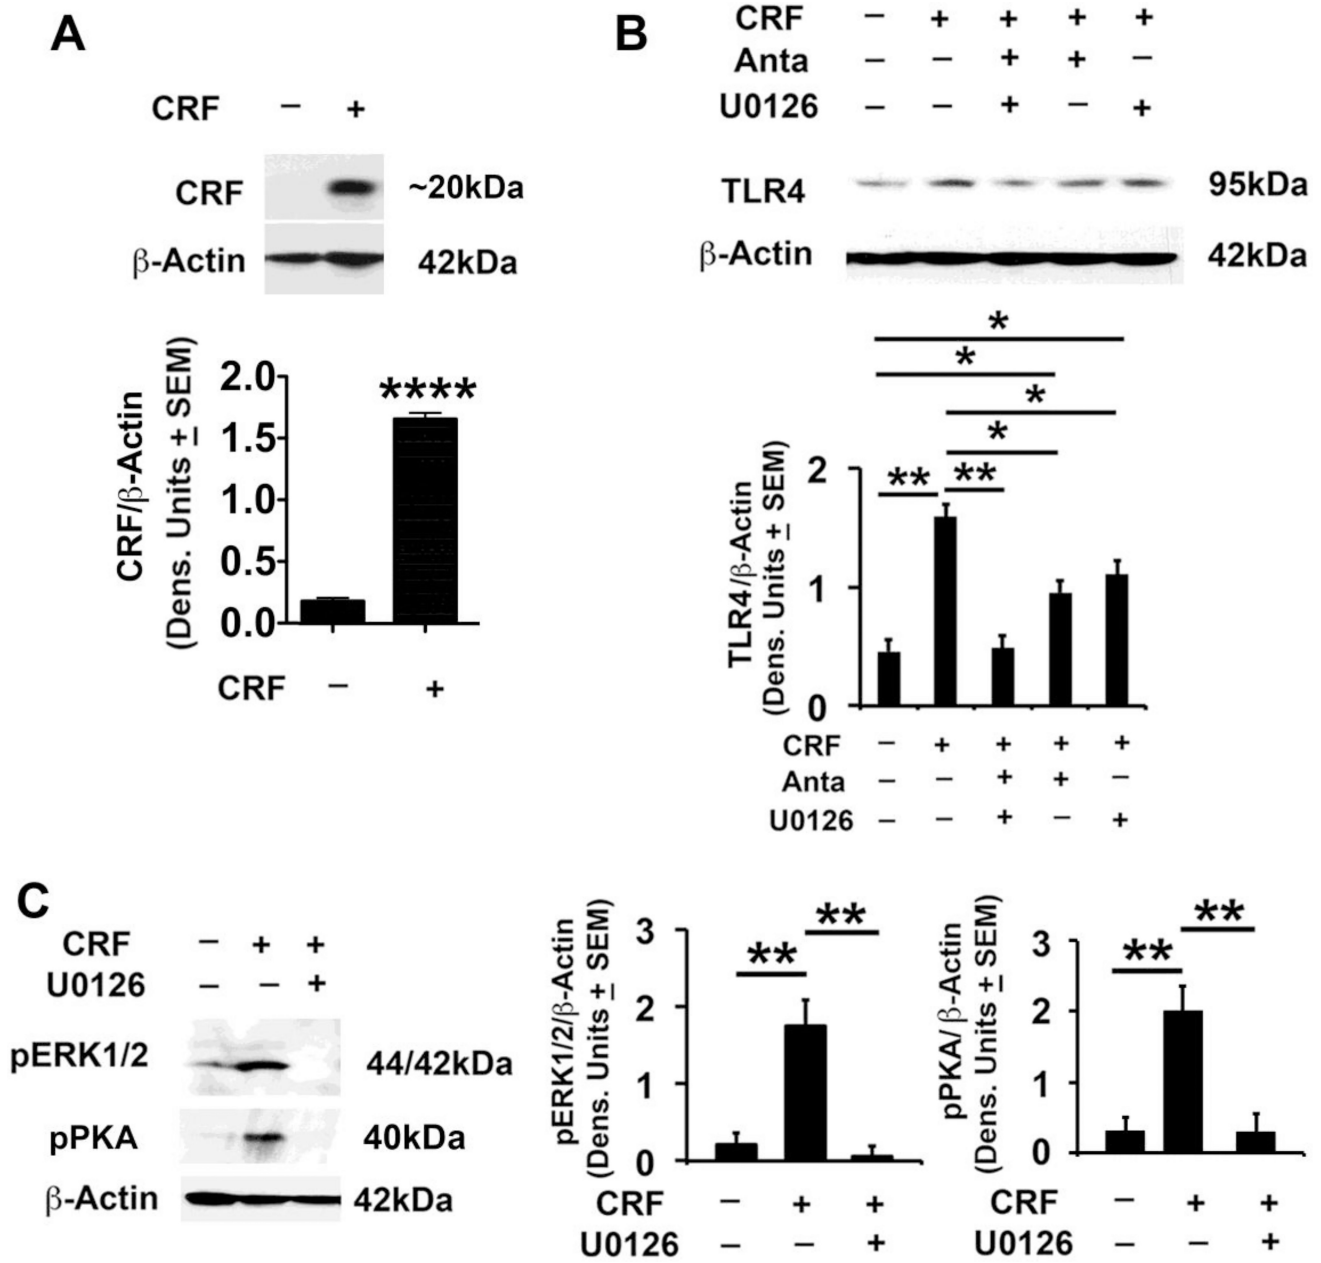 A
CRF − +
CRF ~20kDa
β-Actin 42kDa
CRF/β-Actin
(Dens. Units ± SEM)
2.0
1.5
1.0
0.5
0.0
****
CRF − +
B
CRF − + + + +
Anta − − + + −
U0126 − − + − +
TLR4 95kDa
β-Actin 42kDa
*
*
*
*
** **
TLR4/β-Actin
(Dens. Units ± SEM)
2
1
0
CRF − + + + +
Anta − − + + −
U0126 − − + − +
C
CRF − + +
U0126 − − +
pERK1/2 44/42kDa
pPKA 40kDa
β-Actin 42kDa
pERK1/2/β-Actin
(Dens. Units ± SEM)
3
2
1
0
**
**
CRF − + +
U0126 − − +
pPKA/β-Actin
(Dens. Units ± SEM)
3
2
1
0
**
**
CRF − + +
U0126 − − +